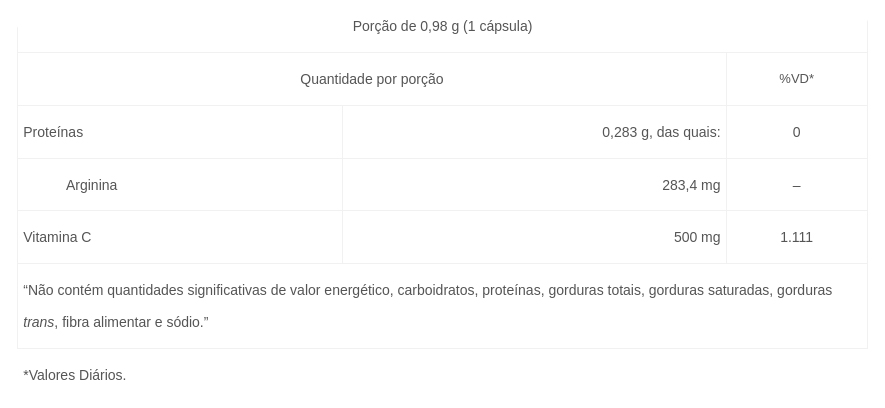 Porção de 0,98 g (1 cápsula)
Quantidade por porção %VD*
Proteínas 0,283 g, das quais: 0
Arginina 283,4 mg –
Vitamina C 500 mg 1.111
“Não contém quantidades significativas de valor energético, carboidratos, proteínas, gorduras totais, gorduras saturadas, gorduras
trans, fibra alimentar e sódio.”
*Valores Diários.